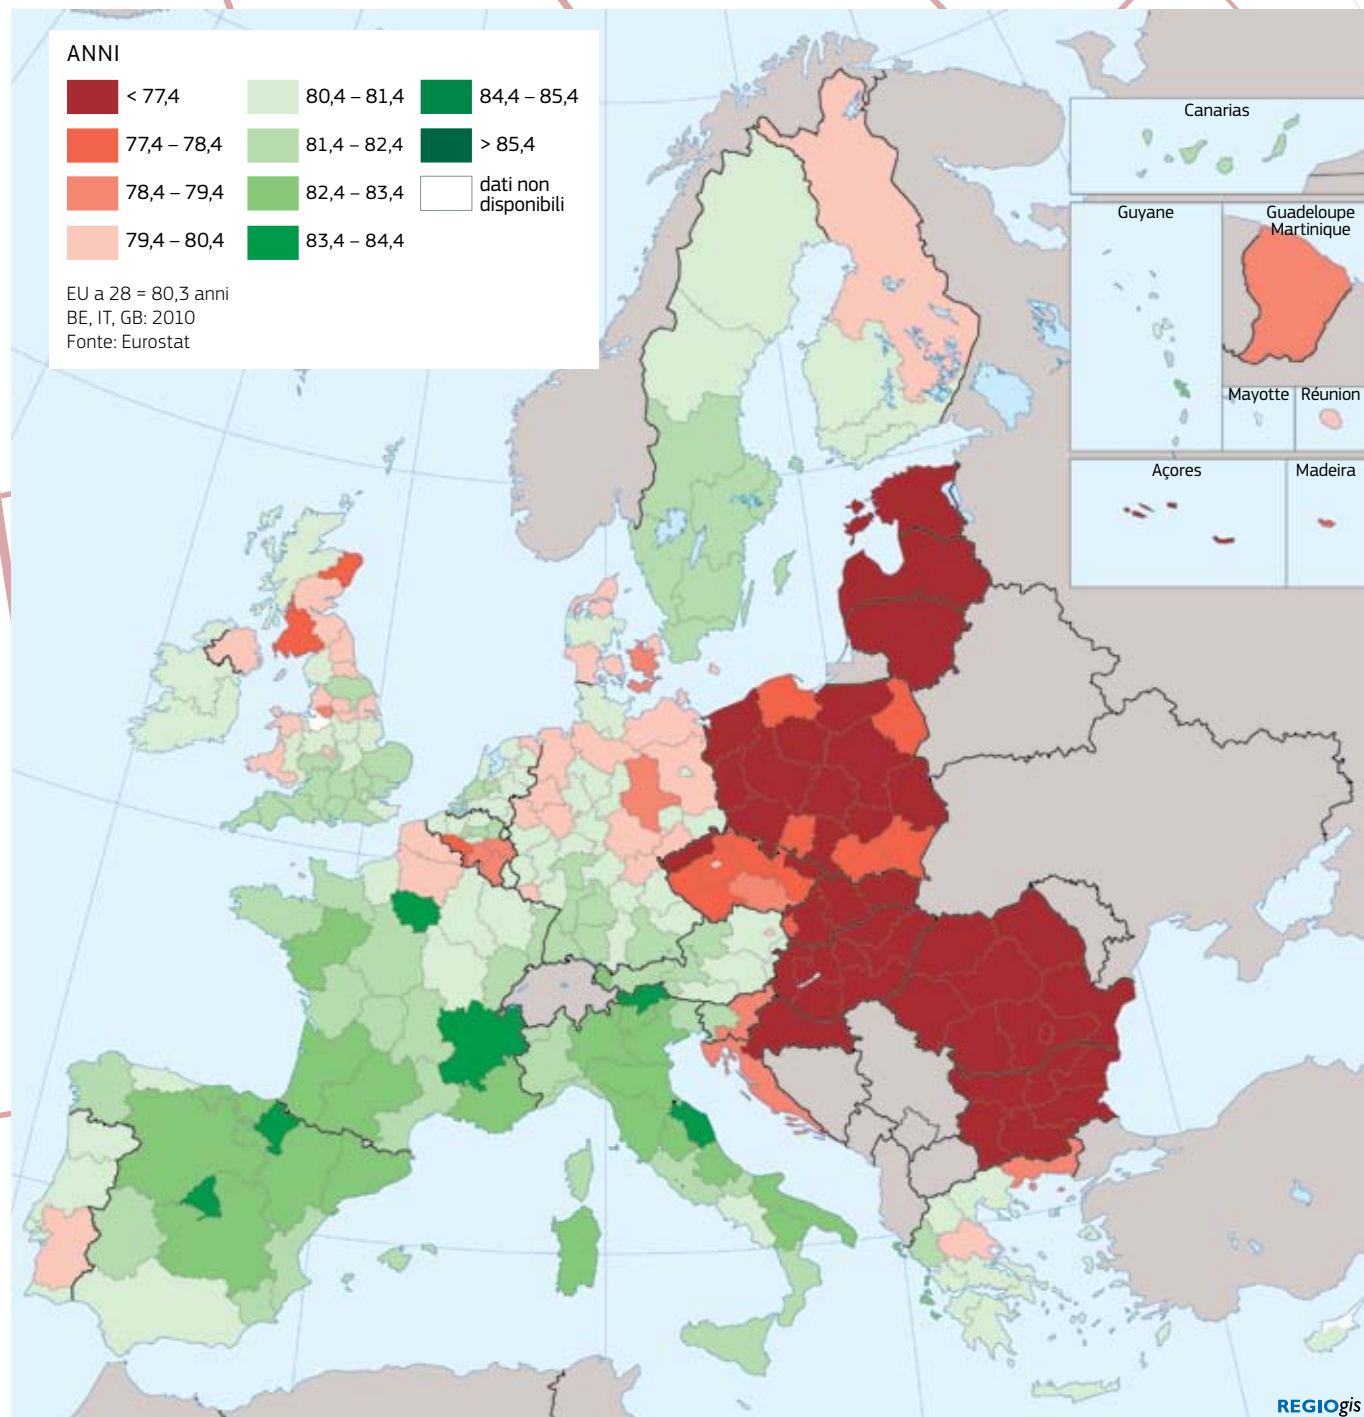 ANNI
< 77,4
77,4 – 78,4
78,4 – 79,4
79,4 – 80,4
80,4 – 81,4
81,4 – 82,4
82,4 – 83,4
83,4 – 84,4
84,4 – 85,4
> 85,4
dati non
disponibili
EU a 28 = 80,3 anni
BE, IT, GB: 2010
Fonte: Eurostat
Canarias
Guyane
Guadeloupe
Martinique
Mayotte
Réunion
Açores
Madeira
REGIOgis